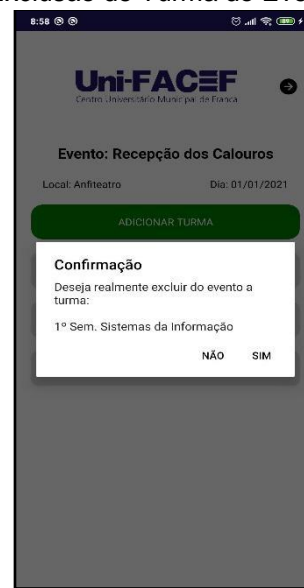 8:58
Uni-FACEF
Centro Universitário Municipal de Franca
Evento: Recepção dos Calouros
Local: Anfiteatro Dia: 01/01/2021
ADICIONAR TURMA
Confirmação
Deseja realmente excluir do evento a
turma:
1º Sem. Sistemas da Informação
NÃO SIM